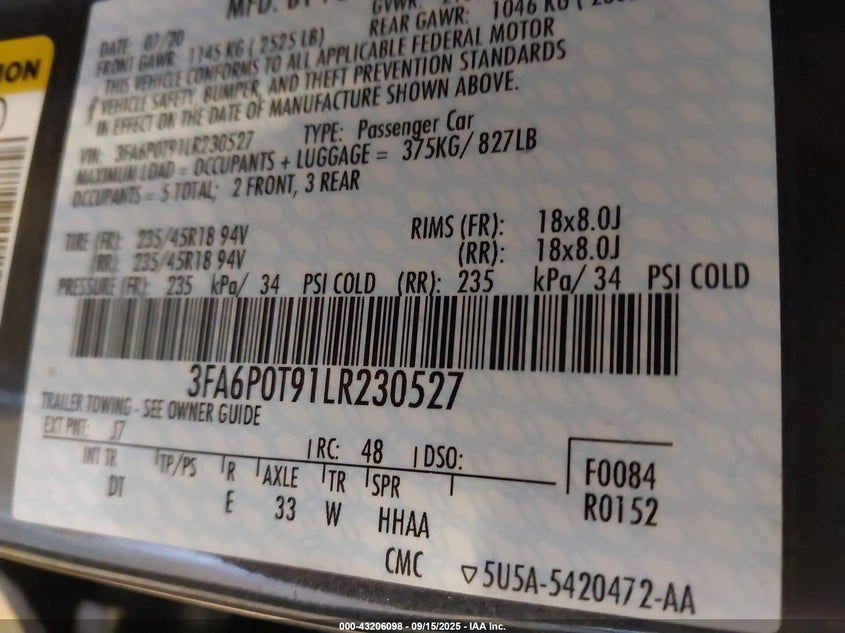 MFD. BY
GVWR:
DATE: 07/20
REAR GAWR: 1046 KG
FRONT GAWR: 1145 KG ( 2525 LB)
THIS VEHICLE CONFORMS TO ALL APPLICABLE FEDERAL MOTOR
VEHICLE SAFETY, BUMPER, AND THEFT PREVENTION STANDARDS
IN EFFECT ON THE DATE OF MANUFACTURE SHOWN ABOVE.
VIN: 3FA6P0T91LR230527 TYPE: Passenger Car
MAXIMUM LOAD = OCCUPANTS + LUGGAGE = 375KG/ 827LB
OCCUPANTS = 5 TOTAL; 2 FRONT, 3 REAR
TIRE (FR): 235/45R18 94V RIMS (FR): 18x8.0J
(RR): 235/45R18 94V (RR): 18x8.0J
PRESSURE (FR): 235 kPa/ 34 PSI COLD (RR): 235 kPa/ 34 PSI COLD
3FA6P0T91LR230527
TRAILER TOWING - SEE OWNER GUIDE
EXT PNT: J7 RC: 48 DSO:
INT TR TP/PS R AXLE TR SPR F0084
DT E 33 W HHAA R0152
CMC 5U5A-5420472-AA
000-43206098 - 09/15/2025 - IAA Inc.